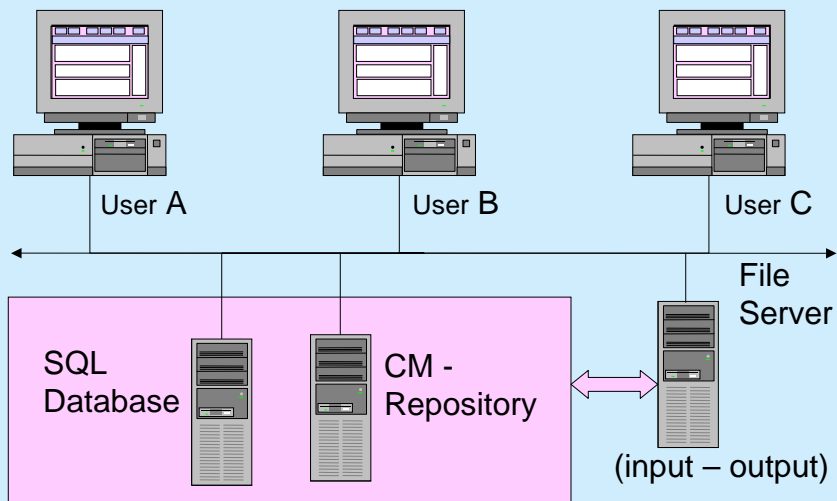 User A
User B
User C
File
Server
SQL
Database
CM -
Repository
(input – output)